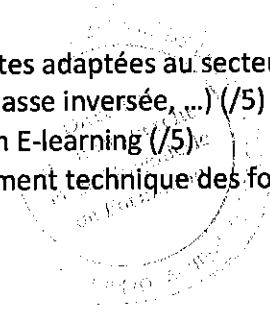 tes adaptées au secteu
asse inversée, ...) (/5)
n E-learning (/5)
ment technique des fo